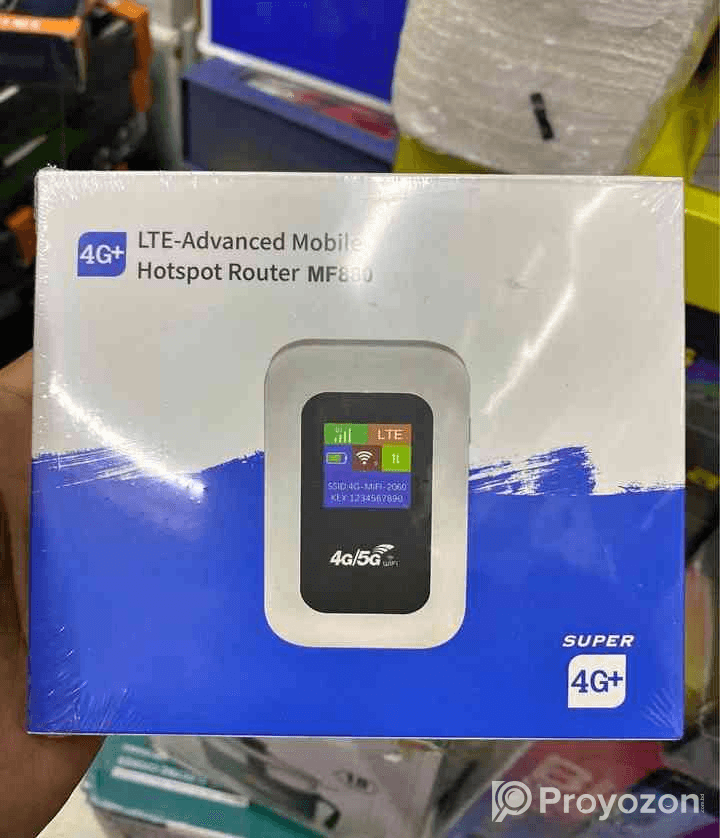 4G+
LTE-Advanced Mobile
Hotspot Router MF880
LTE
SSID:4G-MIFI-2060
KEY:1234567890
4G/5G
WIFI
SUPER
4G+
Proyozon